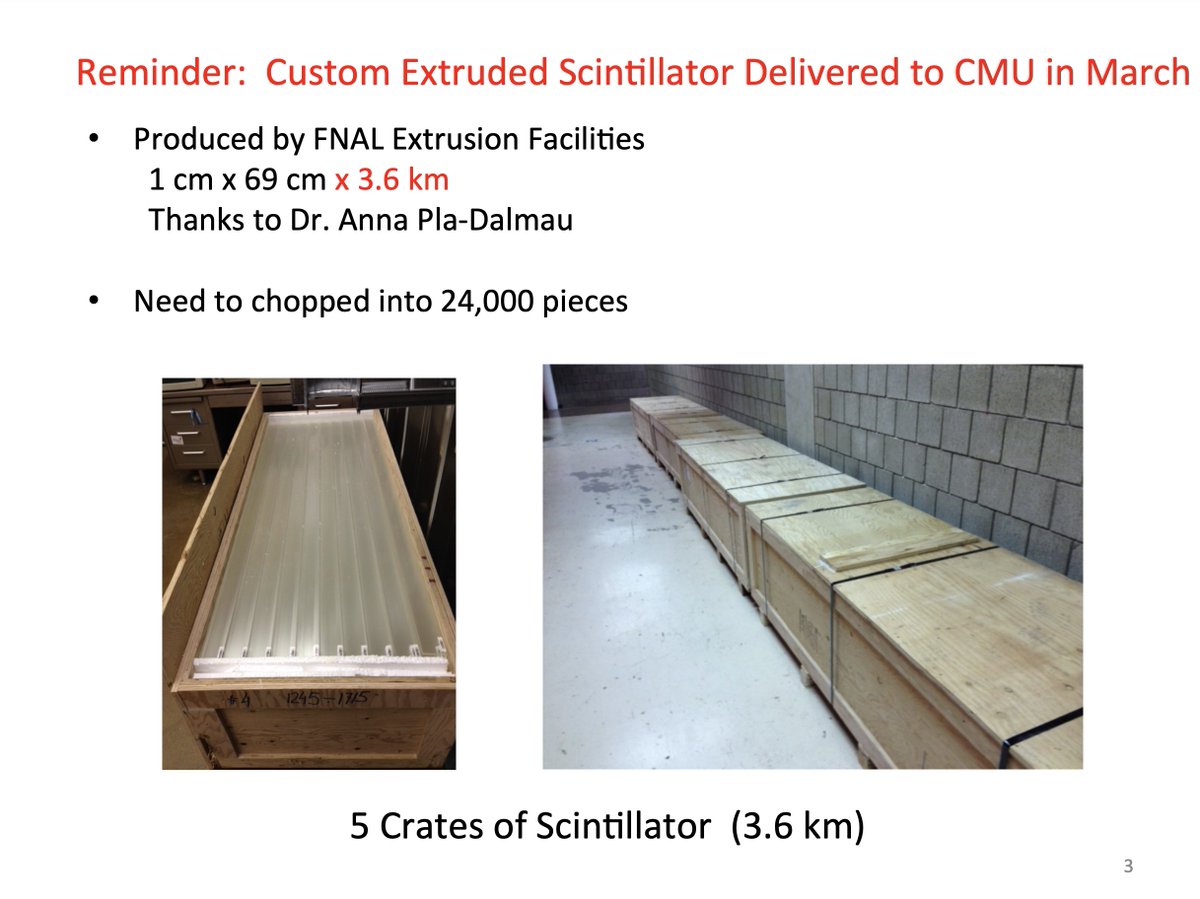 Reminder:  Custom Extruded Scintillator Delivered to CMU in March
• Produced by FNAL Extrusion Facilities
1 cm x 69 cm x 3.6 km
Thanks to Dr. Anna Pla-Dalmau
• Need to chopped into 24,000 pieces
#4 1245-1715
5 Crates of Scintillator  (3.6 km)
3